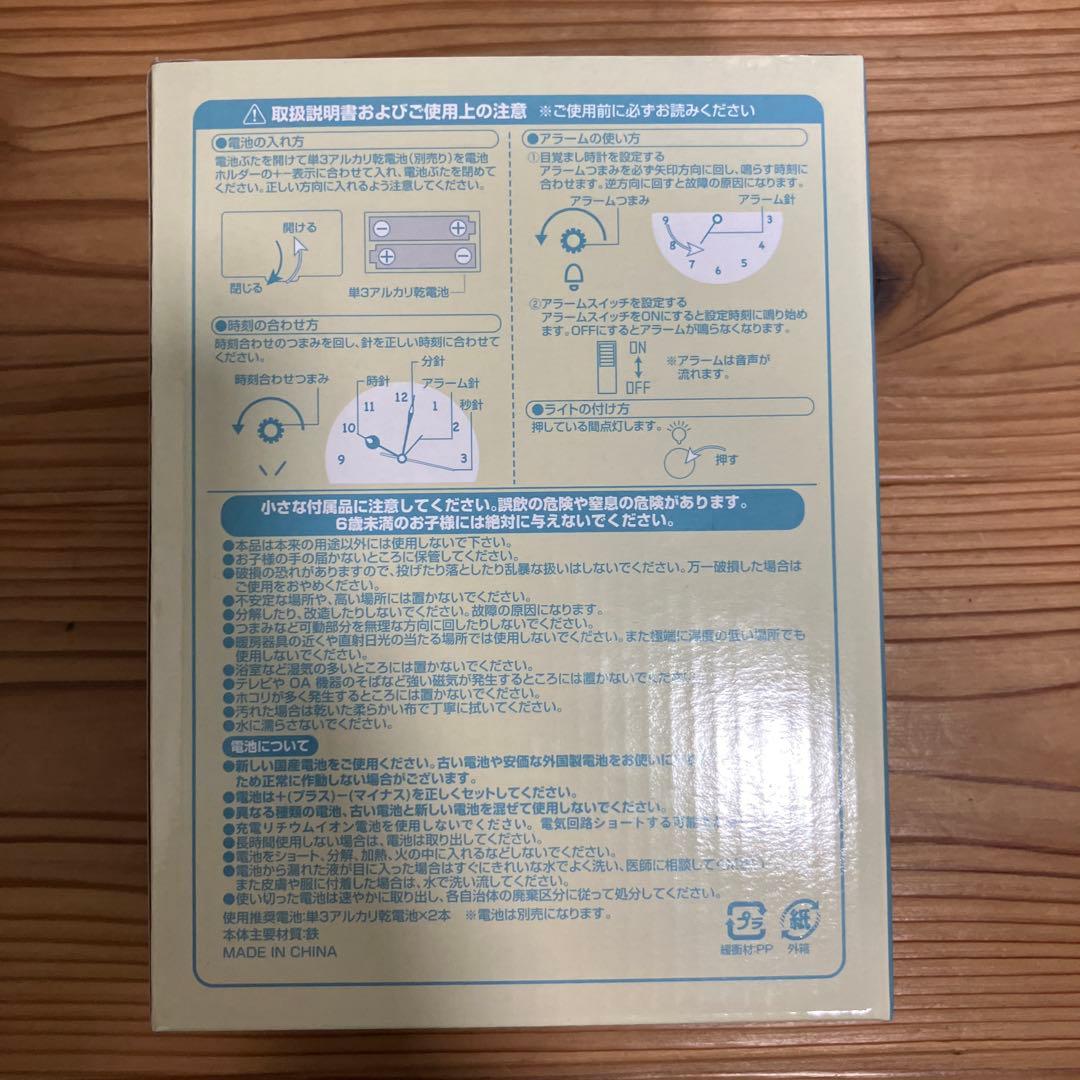 取扱説明書およびご使用上の注意 ※ご使用前に必ずお読みください
●電池の入れ方
電池ぶたを開けて単3アルカリ乾電池(別売り)を電池
ホルダーの+−表示に合わせて入れ、電池ぶたを閉めて
ください。正しい方向に入れるよう注意してください。
開ける
閉じる
− +
+ −
単3アルカリ乾電池
●時刻の合わせ方
時刻合わせのつまみを回し、針を正しい時刻に合わせて
ください。
時刻合わせつまみ
分針
時針
アラーム針
秒針
12
11
1
10
2
9
3
●アラームの使い方
①目覚まし時計を設定する
アラームつまみを必ず矢印方向に回し、鳴らす時刻に
合わせます。逆方向に回すと故障の原因になります。
アラームつまみ
アラーム針
9
3
8
4
7
6
5
②アラームスイッチを設定する
アラームスイッチをONにすると設定時刻に鳴り始め
ます。OFFにするとアラームが鳴らなくなります。
ON
OFF
※アラームは音声が
流れます。
●ライトの付け方
押している間点灯します。
押す
小さな付属品に注意してください。誤飲の危険や窒息の危険があります。
6歳未満のお子様には絶対に与えないでください。
●本品は本来の用途以外には使用しないで下さい。
●お子様の手の届かないところに保管してください。
●破損の恐れがありますので、投げたり落としたり乱暴な扱いはしないでください。万一破損した場合は
ご使用をおやめください。
●不安定な場所や、高い場所には置かないでください。
●分解したり、改造したりしないでください。故障の原因になります。
●つまみなど可動部分を無理な方向に回したりしないでください。
●暖房器具の近くや直射日光の当たる場所では使用しないでください。また極端に温度の低い場所でも
使用しないでください。
●浴室など湿気の多いところには置かないでください。
●テレビや OA 機器のそばなど強い磁気が発生するところには置かないでください。
●ホコリが多く発生するところには置かないでください。
●汚れた場合は乾いた柔らかい布で丁寧に拭いてください。
●水に濡らさないでください。
電池について
●新しい国産電池をご使用ください。古い電池や安価な外国製電池をお使いに
ため正常に作動しない場合がございます。
●電池は+(プラス)−(マイナス)を正しくセットしてください。
●異なる種類の電池、古い電池と新しい電池を混ぜて使用しないでください。
●充電リチウムイオン電池を使用しないでください。電気回路ショートする可能
●長時間使用しない場合は、電池は取り出してください。
●電池をショート、分解、加熱、火の中に入れるなどしないでください。
●電池から漏れた液が目に入った場合はすぐにきれいな水でよく洗い、医師に相談してください。
また皮膚や服に付着した場合は、水で洗い流してください。
●使い切った電池は速やかに取り出し、各自治体の廃棄区分に従って処分してください。
使用推奨電池:単3アルカリ乾電池×2本 ※電池は別売になります。
本体主要材質:鉄
MADE IN CHINA
プラ
緩衝材:PP
紙
外箱